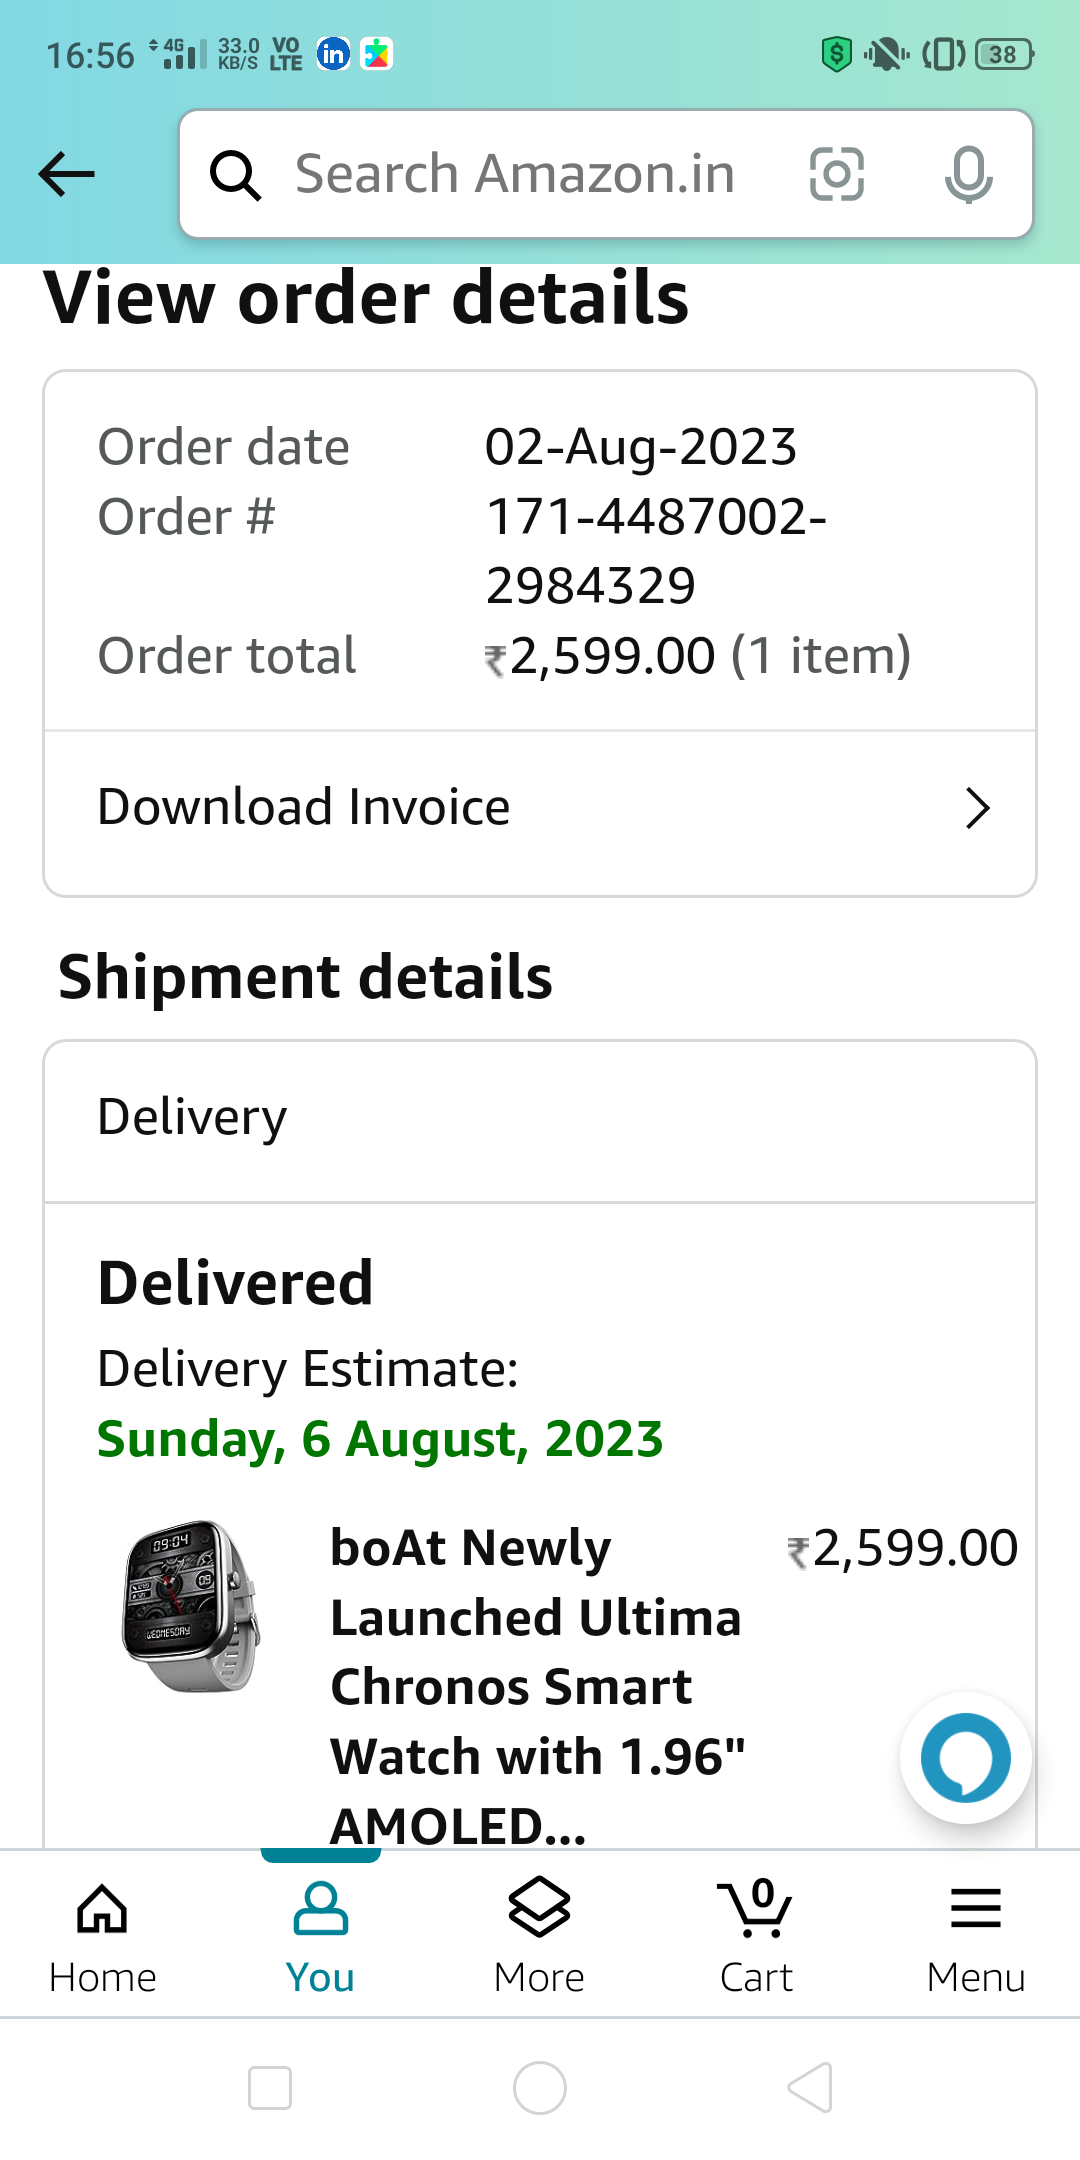 16:56 4G 33.0 KB/S VO LTE in $ 38
Search Amazon.in
View order details
Order date 02-Aug-2023
Order # 171-4487002-
2984329
Order total ₹2,599.00 (1 item)
Download Invoice
Shipment details
Delivery
Delivered
Delivery Estimate:
Sunday, 6 August, 2023
09:04
09
WEDNESDAY
boAt Newly ₹2,599.00
Launched Ultima
Chronos Smart
Watch with 1.96"
AMOLED...
0
Home You More Cart Menu